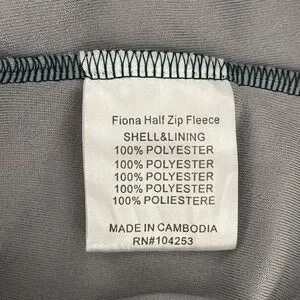 Fiona Half Zip Fleece
SHELL&LINING
100% POLYESTER
100% POLYESTER
100% POLYESTER
100% POLYESTER
100% POLIESTERE
MADE IN CAMBODIA
RN#104253